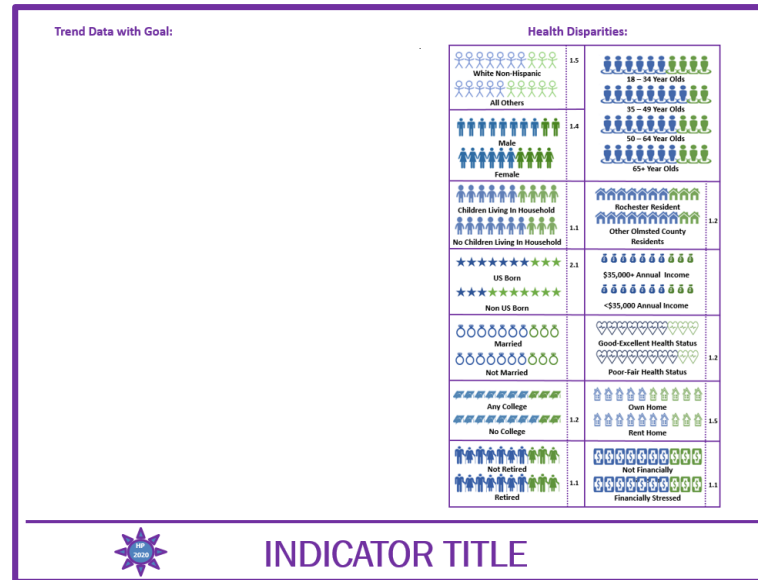 Trend Data with Goal:
Health Disparities:
1.5
White Non-Hispanic
All Others
1.4
Male
Female
Children Living In Household
1.1
No Children Living In Household
2.1
US Born
Non US Born
Married
Not Married
Any College
1.2
No College
Not Retired
1.1
Retired
18 – 34 Year Olds
35 – 49 Year Olds
50 – 64 Year Olds
65+ Year Olds
Rochester Resident
1.2
Other Olmsted County
Residents
$35,000+ Annual Income
<$35,000 Annual Income
Good-Excellent Health Status
1.2
Poor-Fair Health Status
Own Home
1.5
Rent Home
Not Financially
1.1
Financially Stressed
HP
2020
INDICATOR TITLE